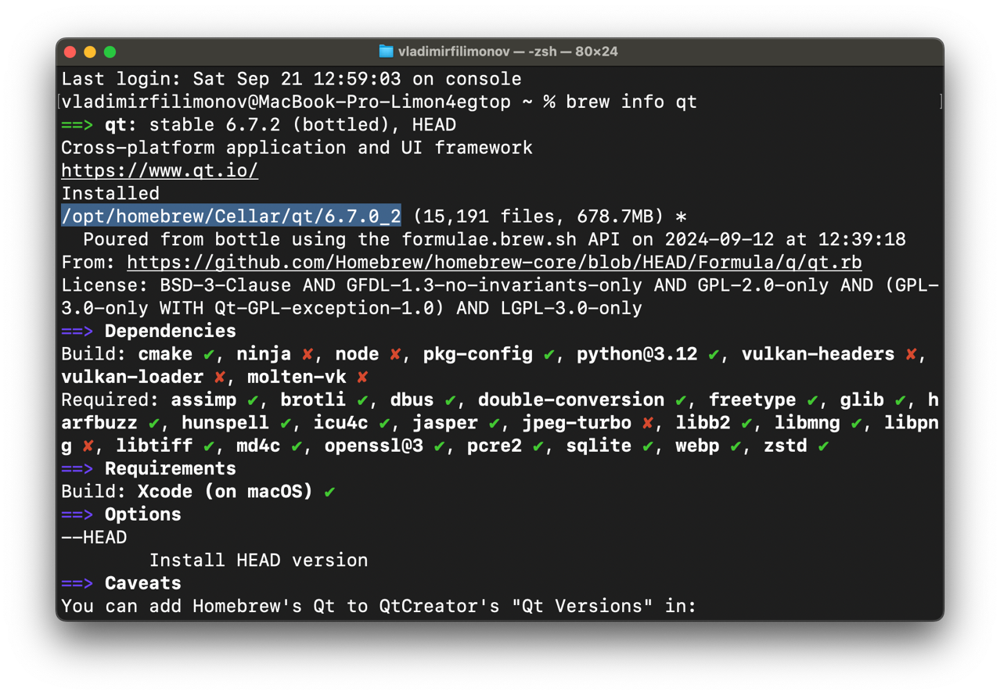 vladimirfilimonov — -zsh — 80×24
Last login: Sat Sep 21 12:59:03 on console
[vladimirfilimonov@MacBook-Pro-Limon4egtop ~ % brew info qt ]
==> qt: stable 6.7.2 (bottled), HEAD
Cross-platform application and UI framework
https://www.qt.io/
Installed
/opt/homebrew/Cellar/qt/6.7.0_2 (15,191 files, 678.7MB) *
  Poured from bottle using the formulae.brew.sh API on 2024-09-12 at 12:39:18
From: https://github.com/Homebrew/homebrew-core/blob/HEAD/Formula/q/qt.rb
License: BSD-3-Clause AND GFDL-1.3-no-invariants-only AND GPL-2.0-only AND (GPL-
3.0-only WITH Qt-GPL-exception-1.0) AND LGPL-3.0-only
==> Dependencies
Build: cmake ✔, ninja ✘, node ✘, pkg-config ✔, python@3.12 ✔, vulkan-headers ✘,
vulkan-loader ✘, molten-vk ✘
Required: assimp ✔, brotli ✔, dbus ✔, double-conversion ✔, freetype ✔, glib ✔, h
arfbuzz ✔, hunspell ✔, icu4c ✔, jasper ✔, jpeg-turbo ✘, libb2 ✔, libmng ✔, libpn
g ✘, libtiff ✔, md4c ✔, openssl@3 ✔, pcre2 ✔, sqlite ✔, webp ✔, zstd ✔
==> Requirements
Build: Xcode (on macOS) ✔
==> Options
--HEAD
        Install HEAD version
==> Caveats
You can add Homebrew's Qt to QtCreator's "Qt Versions" in: